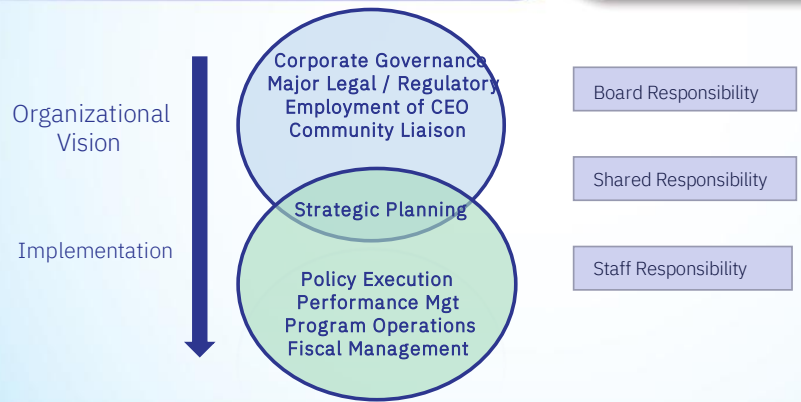 Corporate Governance
Major Legal / Regulatory
Employment of CEO
Community Liaison
Organizational
Vision
Board Responsibility
Strategic Planning
Shared Responsibility
Implementation
Policy Execution
Performance Mgt
Program Operations
Fiscal Management
Staff Responsibility